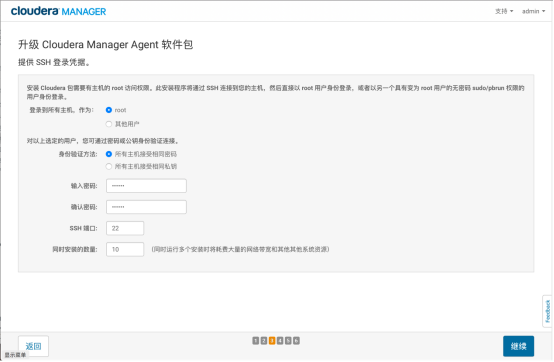 cloudera MANAGER
支持 admin
升级 Cloudera Manager Agent 软件包
提供 SSH 登录凭据。
安装 Cloudera 包需要有主机的 root 访问权限。此安装程序将通过 SSH 连接到您的主机，然后直接以 root 用户身份登录，或者以另一个具有变为 root 用户的无密码 sudo/pbrun 权限的
用户身份登录。
登录到所有主机，作为： root
其他用户
对以上选定的用户，您可通过密码或公钥身份验证连接。
身份验证方法: 所有主机接受相同密码
所有主机接受相同私钥
输入密码: ••••••
确认密码: ••••••
SSH 端口: 22
同时安装的数量: 10 （同时运行多个安装时将耗费大量的网络带宽和其他其他系统资源）
Feedback
返回 1 2 3 4 5 6 继续
显示菜单